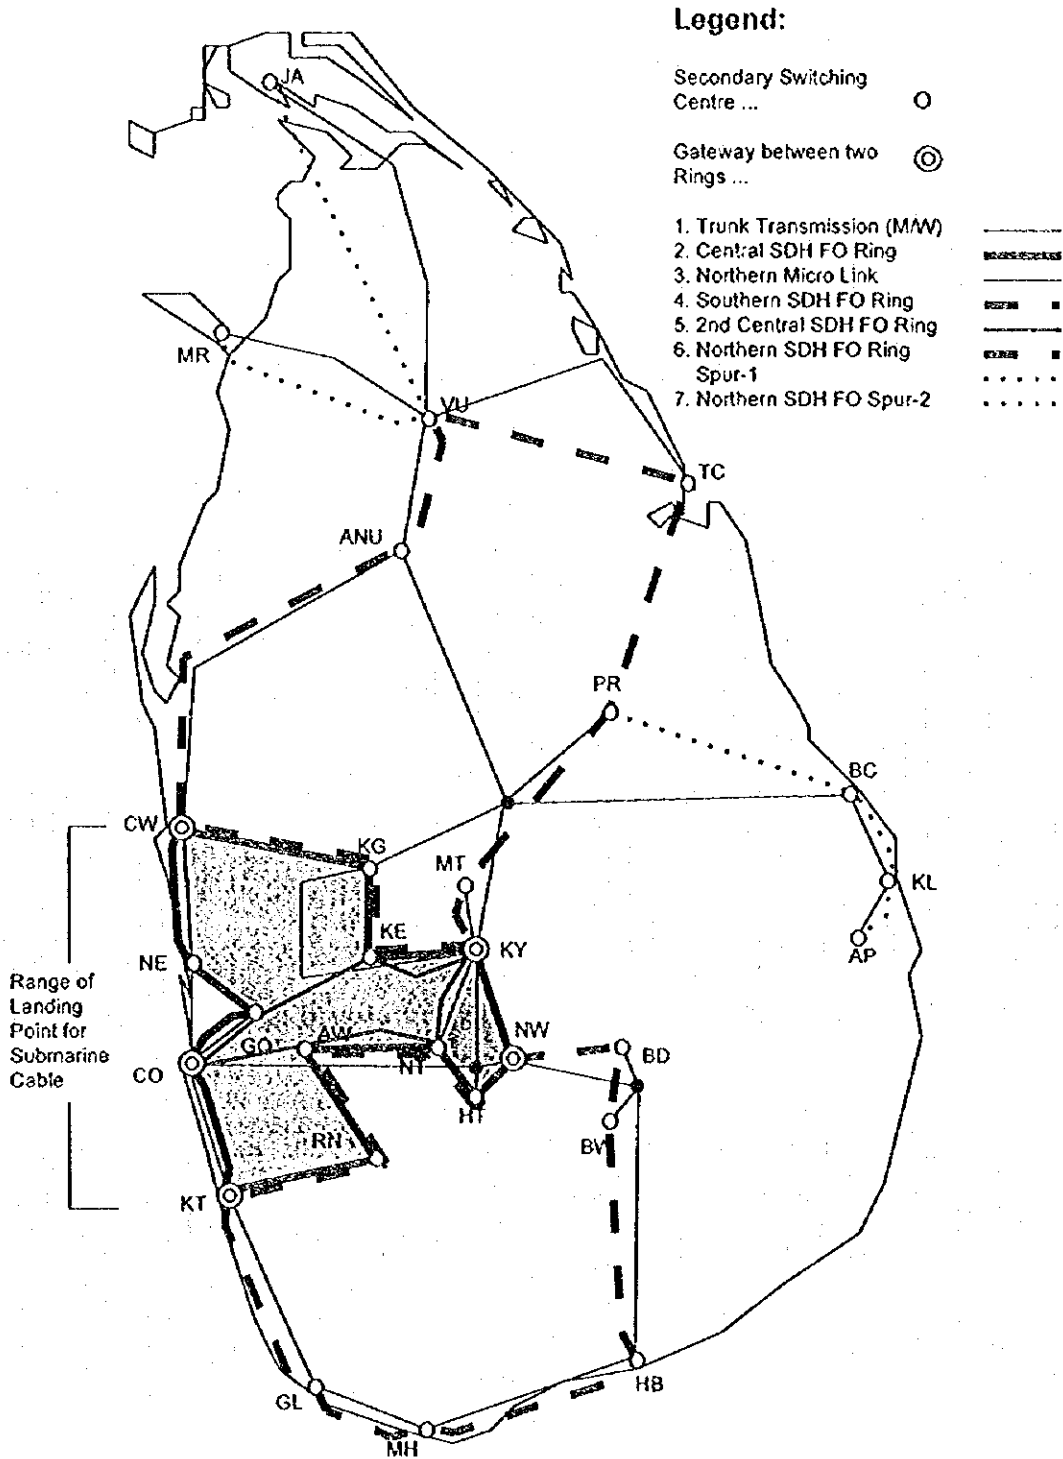 Legend:
Secondary Switching
Centre ...
Gateway between two
Rings ...
1. Trunk Transmission (M/W)
2. Central SDH FO Ring
3. Northern Micro Link
4. Southern SDH FO Ring
5. 2nd Central SDH FO Ring
6. Northern SDH FO Ring
Spur-1
7. Northern SDH FO Spur-2
JA
MR
VU
TC
ANU
PR
BC
CW
KG
MT
KL
KE
KY
AP
NE
Range of
Landing
Point for
Submarine
Cable
GQ
AW
NW
NT
BD
CO
HT
BW
RN
KT
HB
GL
MH